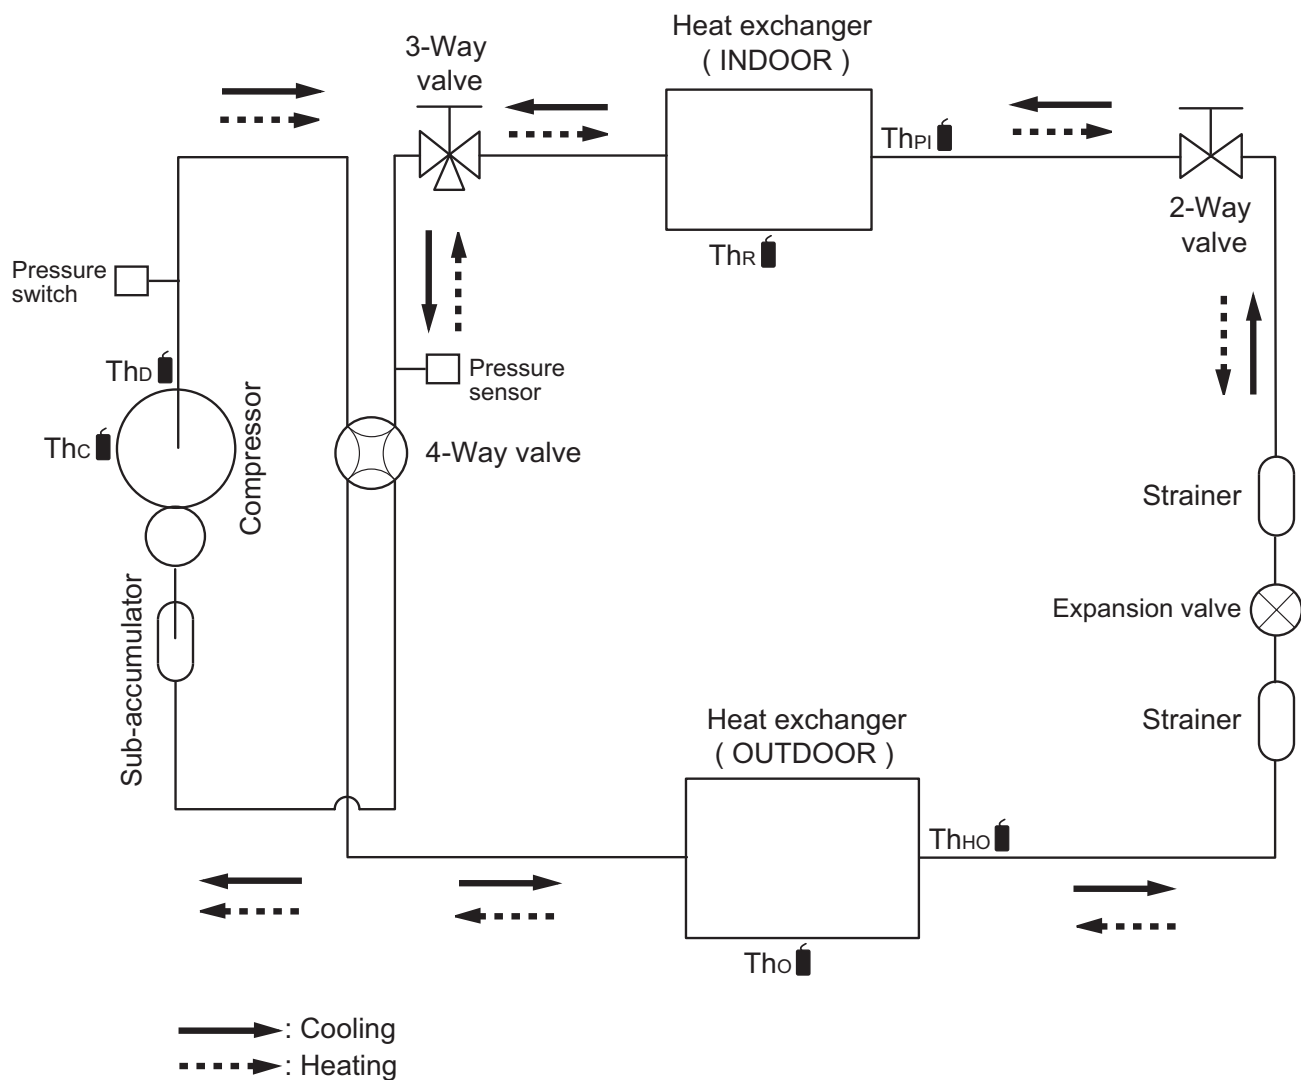 Heat exchanger
( INDOOR )
3-Way
valve
ThPI
2-Way
valve
ThR
Pressure
switch
ThD
Pressure
sensor
ThC
Compressor
4-Way valve
Strainer
Expansion valve
Sub-accumulator
Strainer
Heat exchanger
( OUTDOOR )
ThHO
ThO
: Cooling
: Heating